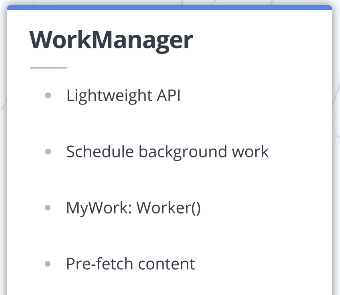 WorkManager
Lightweight API
Schedule background work
MyWork: Worker()
Pre-fetch content